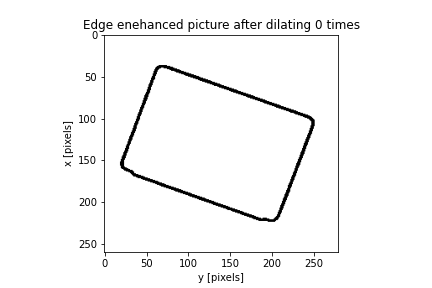 Edge enehanced picture after dilating 0 times
0
50
100
150
200
250
x [pixels]
0 50 100 150 200 250
y [pixels]